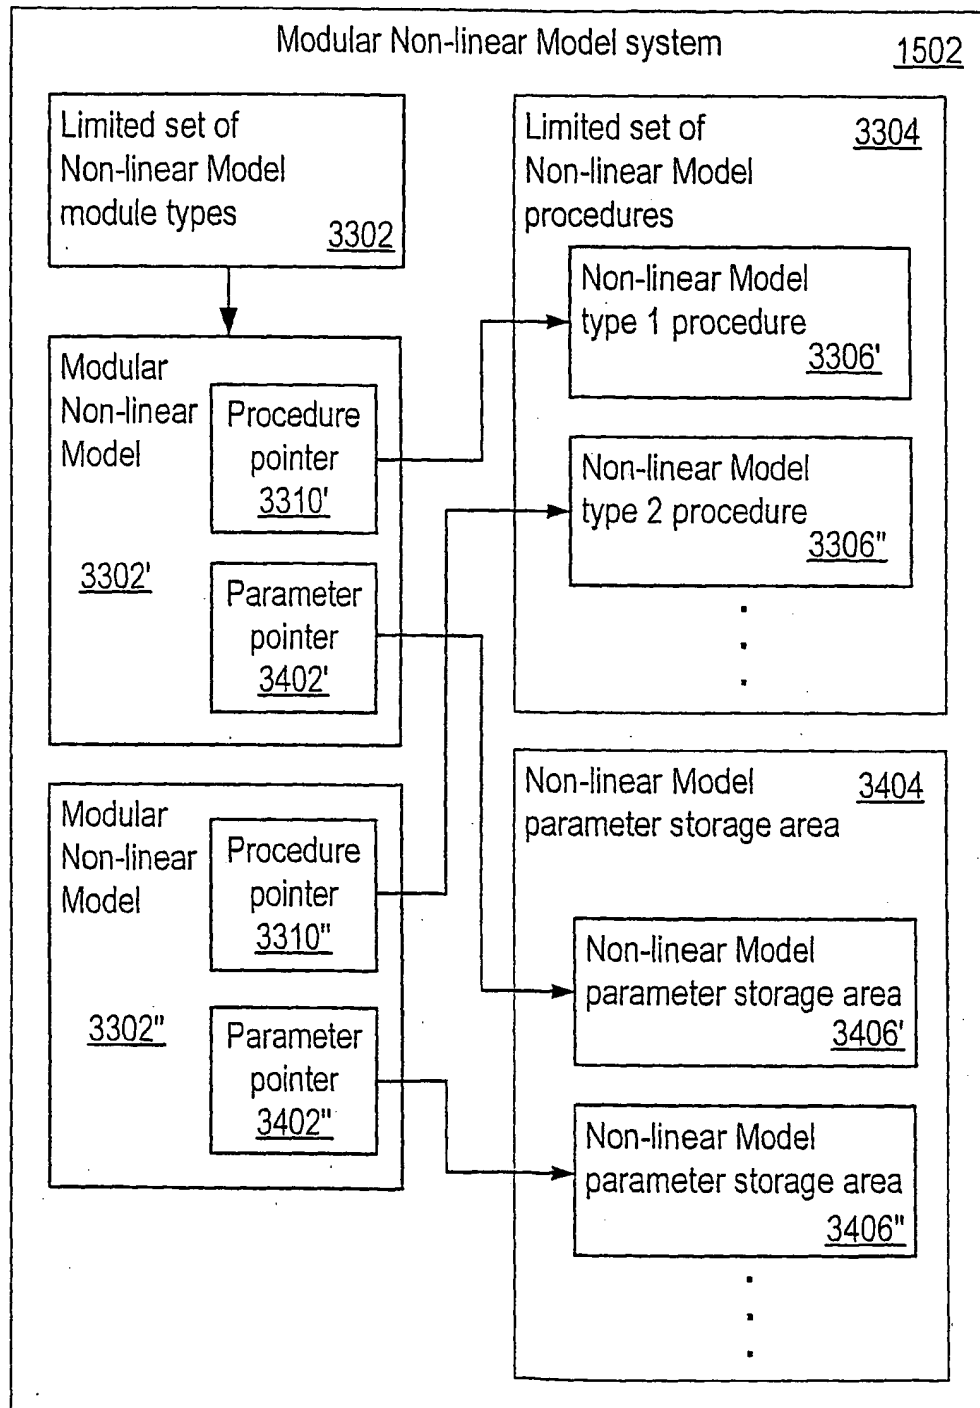 Modular Non-linear Model system
1502
Limited set of
Non-linear Model
module types
3302
Modular
Non-linear
Model
3302'
Procedure
pointer
3310'
Parameter
pointer
3402'
Modular
Non-linear
Model
3302"
Procedure
pointer
3310"
Parameter
pointer
3402"
Limited set of
Non-linear Model
procedures
3304
Non-linear Model
type 1 procedure
3306'
Non-linear Model
type 2 procedure
3306"
Non-linear Model
parameter storage area
3404
Non-linear Model
parameter storage area
3406'
Non-linear Model
parameter storage area
3406"